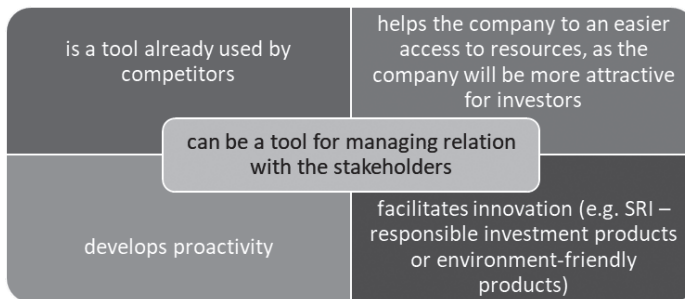 is a tool already used by
competitors
helps the company to an easier
access to resources, as the
company will be more attractive
for investors
can be a tool for managing relation
with the stakeholders
develops proactivity
facilitates innovation (e.g. SRI –
responsible investment products
or environment-friendly
products)